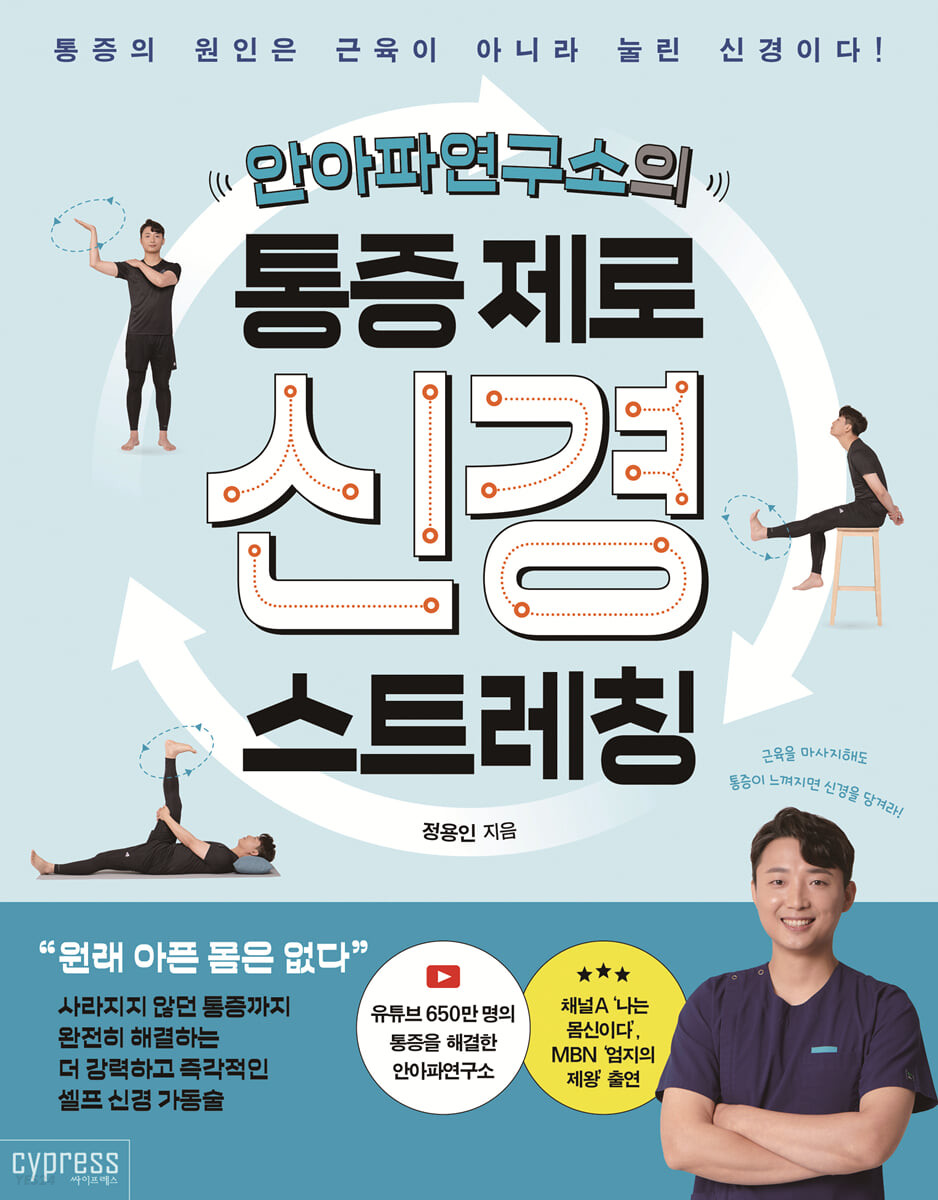 통증의 원인은 근육이 아니라 눌린 신경이다!
안아파연구소의
통증 제로
신경
스트레칭
정용인 지음
근육을 마사지해도
통증이 느껴지면 신경을 당겨라!
“원래 아픈 몸은 없다”
사라지지 않던 통증까지
완전히 해결하는
더 강력하고 즉각적인
셀프 신경 가동술
유튜브 650만 명의
통증을 해결한
안아파연구소
채널A ‘나는
몸신이다’,
MBN ‘엄지의
제왕’ 출연
cypress
싸이프레스